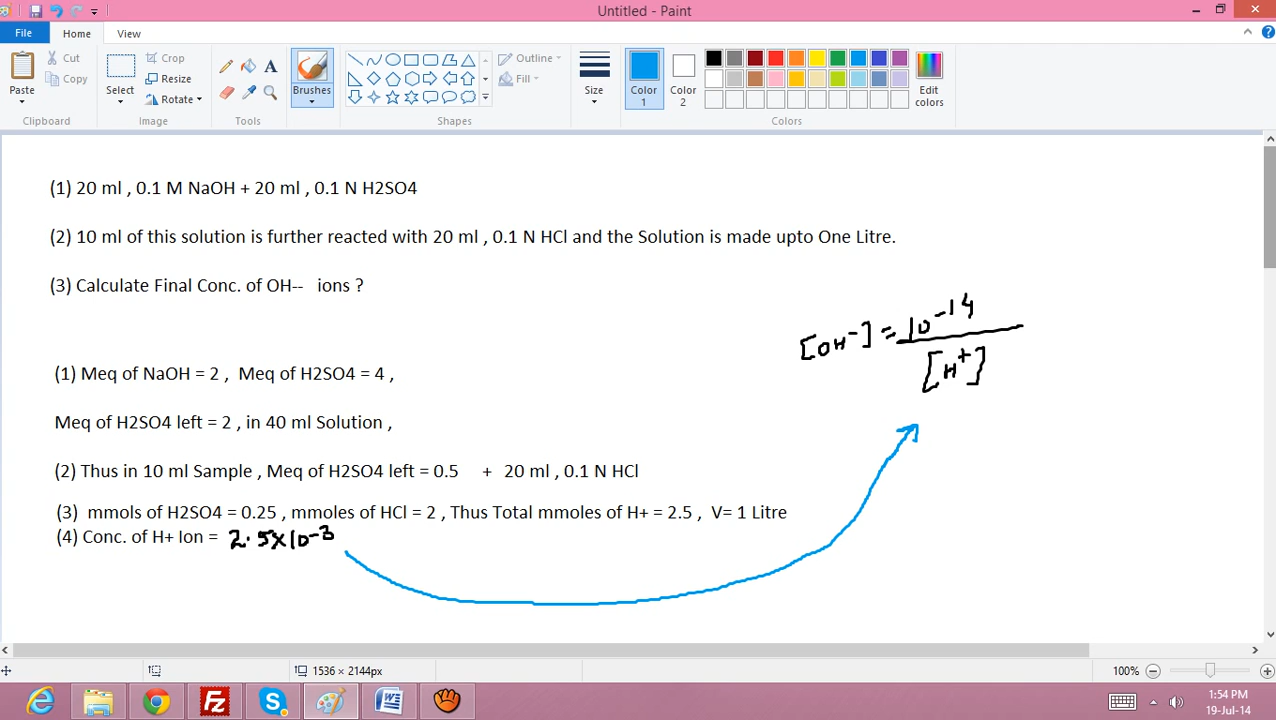 Untitled - Paint
File
Home
View
Paste
Cut
Copy
Clipboard
Select
Crop
Resize
Rotate
Image
Tools
Brushes
Outline
Fill
Shapes
Size
Color 1
Color 2
Edit colors
Colors
(1) 20 ml , 0.1 M NaOH + 20 ml , 0.1 N H2SO4
(2) 10 ml of this solution is further reacted with 20 ml , 0.1 N HCl and the Solution is made upto One Litre.
(3) Calculate Final Conc. of OH-- ions ?
[OH⁻] = 10⁻¹⁴
[H⁺]
(1) Meq of NaOH = 2 , Meq of H2SO4 = 4 ,
Meq of H2SO4 left = 2 , in 40 ml Solution ,
(2) Thus in 10 ml Sample , Meq of H2SO4 left = 0.5 + 20 ml , 0.1 N HCl
(3) mmols of H2SO4 = 0.25 , mmoles of HCl = 2 , Thus Total mmoles of H+ = 2.5 , V= 1 Litre
(4) Conc. of H+ Ion = 2.5x10⁻³
1536 × 2144px
100%
1:54 PM
19-Jul-14